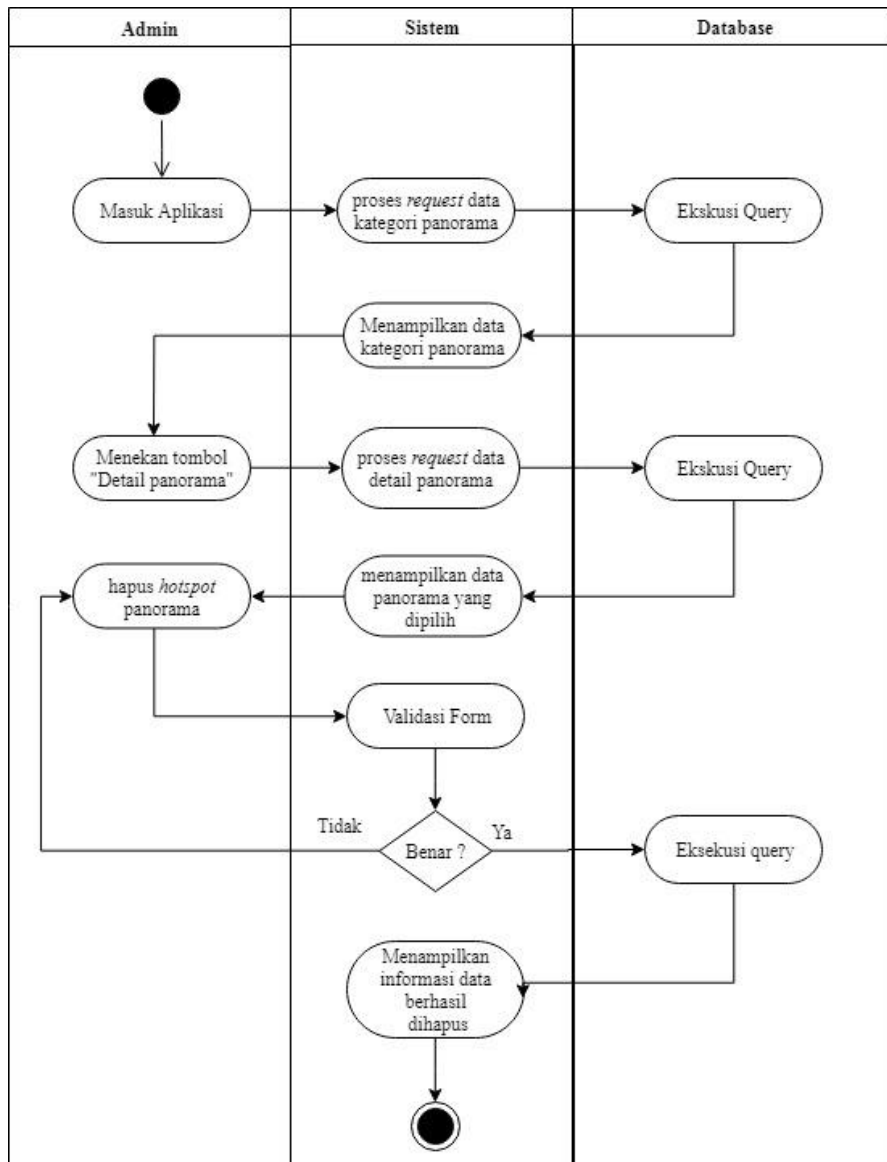 Admin
Sistem
Database
Masuk Aplikasi
proses request data
kategori panorama
Ekskusi Query
Menampilkan data
kategori panorama
Menekan tombol
"Detail panorama"
proses request data
detail panorama
Ekskusi Query
hapus hotspot
panorama
menampilkan data
panorama yang
dipilih
Validasi Form
Tidak
Benar ?
Ya
Eksekusi query
Menampilkan
informasi data
berhasil
dihapus